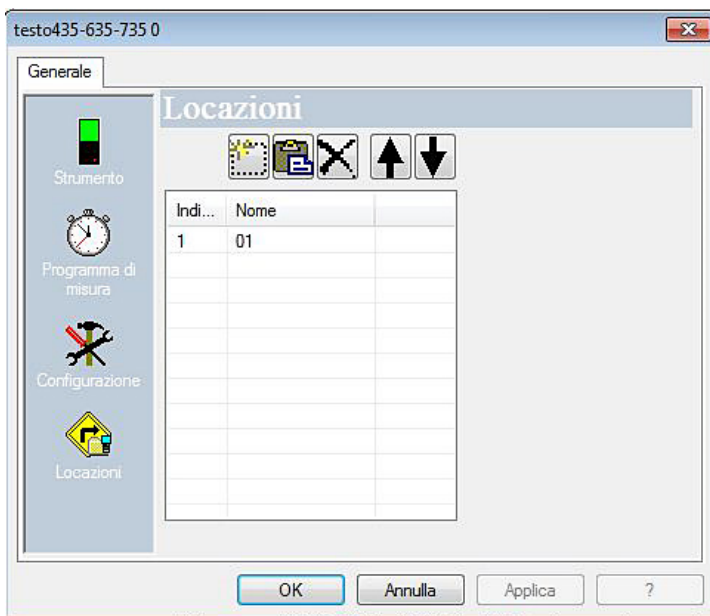 testo435-635-735 0
Generale
Locazioni
Strumento
Programma di
misura
Configurazione
Locazioni
Indi... Nome
1 01
OK Annulla Applica ?